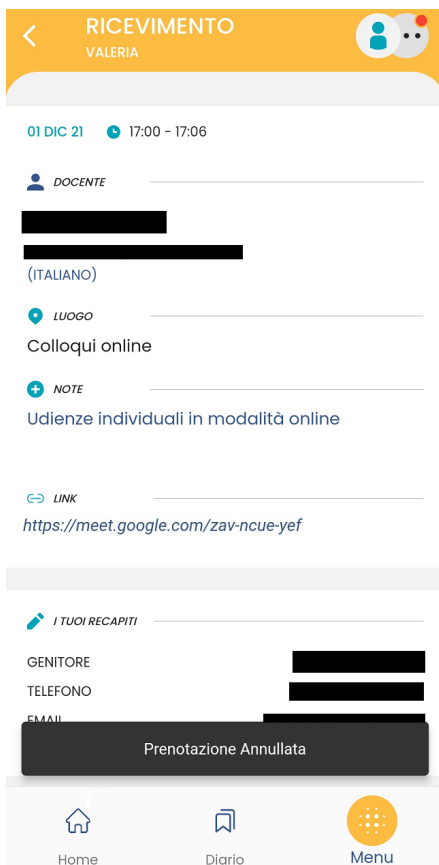 RICEVIMENTO
VALERIA
01 DIC 21 17:00 - 17:06
DOCENTE
(ITALIANO)
LUOGO
Colloqui online
NOTE
Udienze individuali in modalità online
LINK
https://meet.google.com/zav-ncue-yef
I TUOI RECAPITI
GENITORE
TELEFONO
EMAIL
Prenotazione Annullata
Home Diario Menu